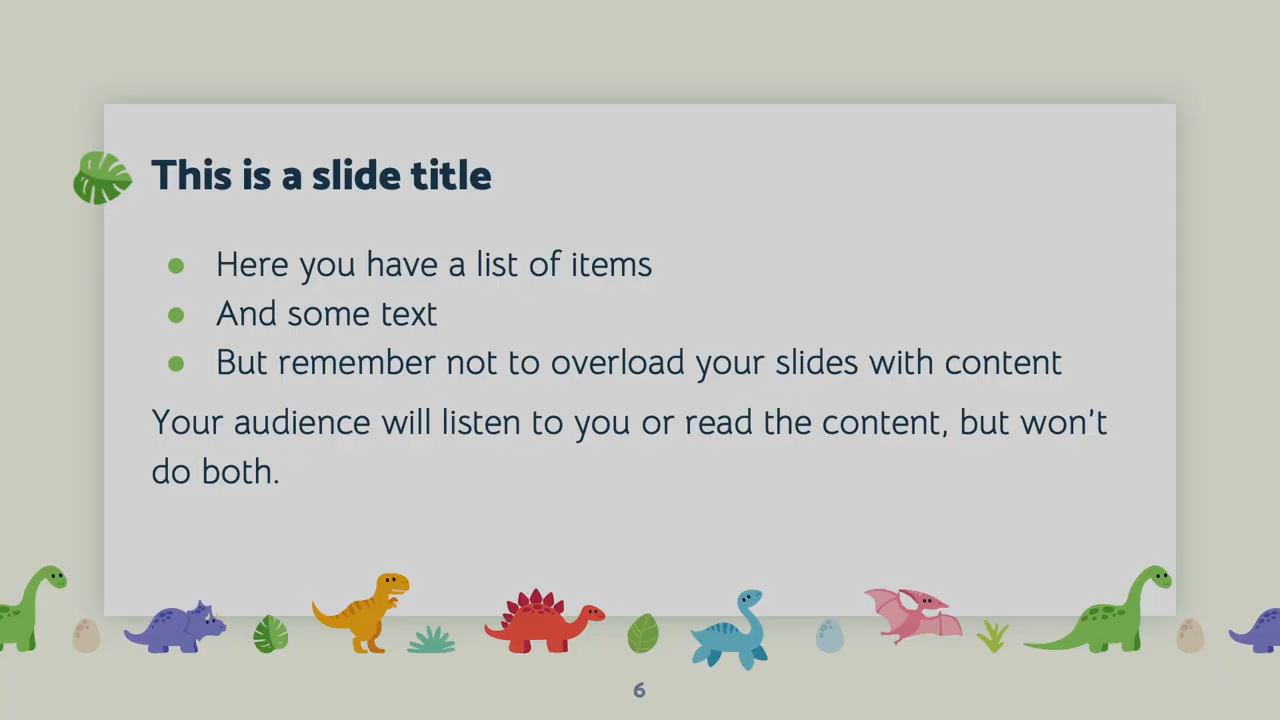 This is a slide title
● Here you have a list of items
● And some text
● But remember not to overload your slides with content
Your audience will listen to you or read the content, but won’t
do both.
6